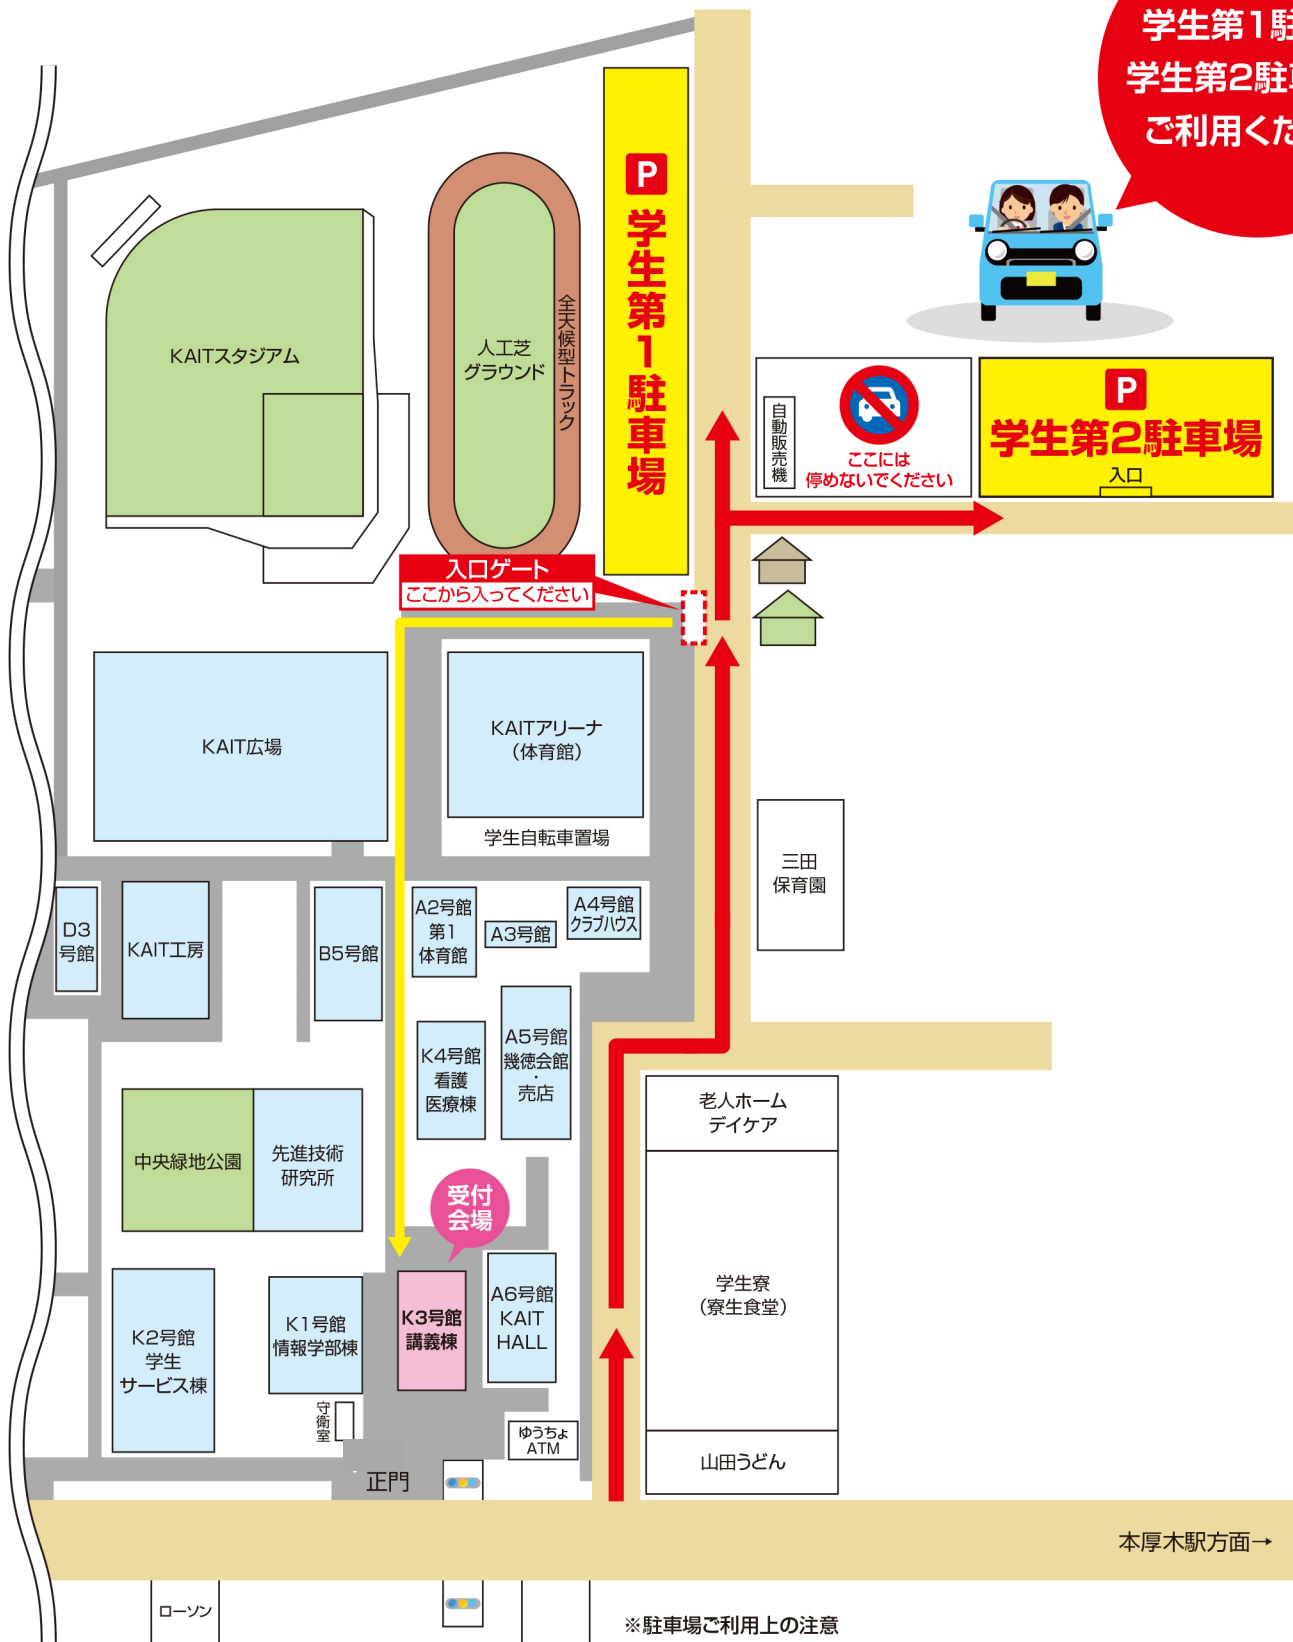 学生第1駐
学生第2駐
ご利用くだ
P
学生第1駐車場
KAITスタジアム
人工芝
グラウンド
全天候型トラック
自動販売機
ここには
停めないでください
P
学生第2駐車場
入口
入口ゲート
ここから入ってください
KAIT広場
KAITアリーナ
（体育館）
学生自転車置場
三田
保育園
D3
号館
KAIT工房
B5号館
A2号館
第1
体育館
A3号館
A4号館
クラブハウス
K4号館
看護
医療棟
A5号館
幾徳会館
・
売店
中央緑地公園
先進技術
研究所
老人ホーム
デイケア
受付
会場
学生寮
（寮生食堂）
K2号館
学生
サービス棟
K1号館
情報学部棟
K3号館
講義棟
A6号館
KAIT
HALL
守衛室
ゆうちょ
ATM
山田うどん
正門
本厚木駅方面→
ローソン
※駐車場ご利用上の注意